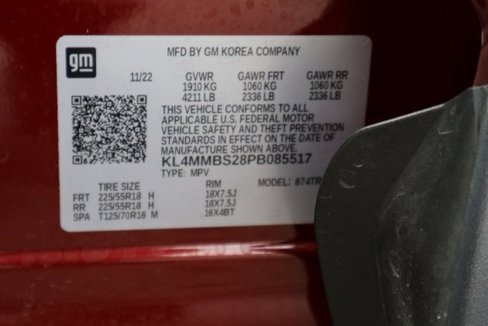 gm
MFD BY GM KOREA COMPANY
11/22 GVWR GAWR FRT GAWR RR
1910 KG 1060 KG 1060 KG
4211 LB 2336 LB 2336 LB
THIS VEHICLE CONFORMS TO ALL
APPLICABLE U.S. FEDERAL MOTOR
VEHICLE SAFETY AND THEFT PREVENTION
STANDARDS IN EFFECT ON THE DATE OF
MANUFACTURE SHOWN ABOVE.
KL4MMBS28PB085517
TYPE: MPV MODEL: 874TR
TIRE SIZE RIM
FRT 225/55R18 H 18X7.5J
RR 225/55R18 H 18X7.5J
SPA T125/70R16 M 16X4BT